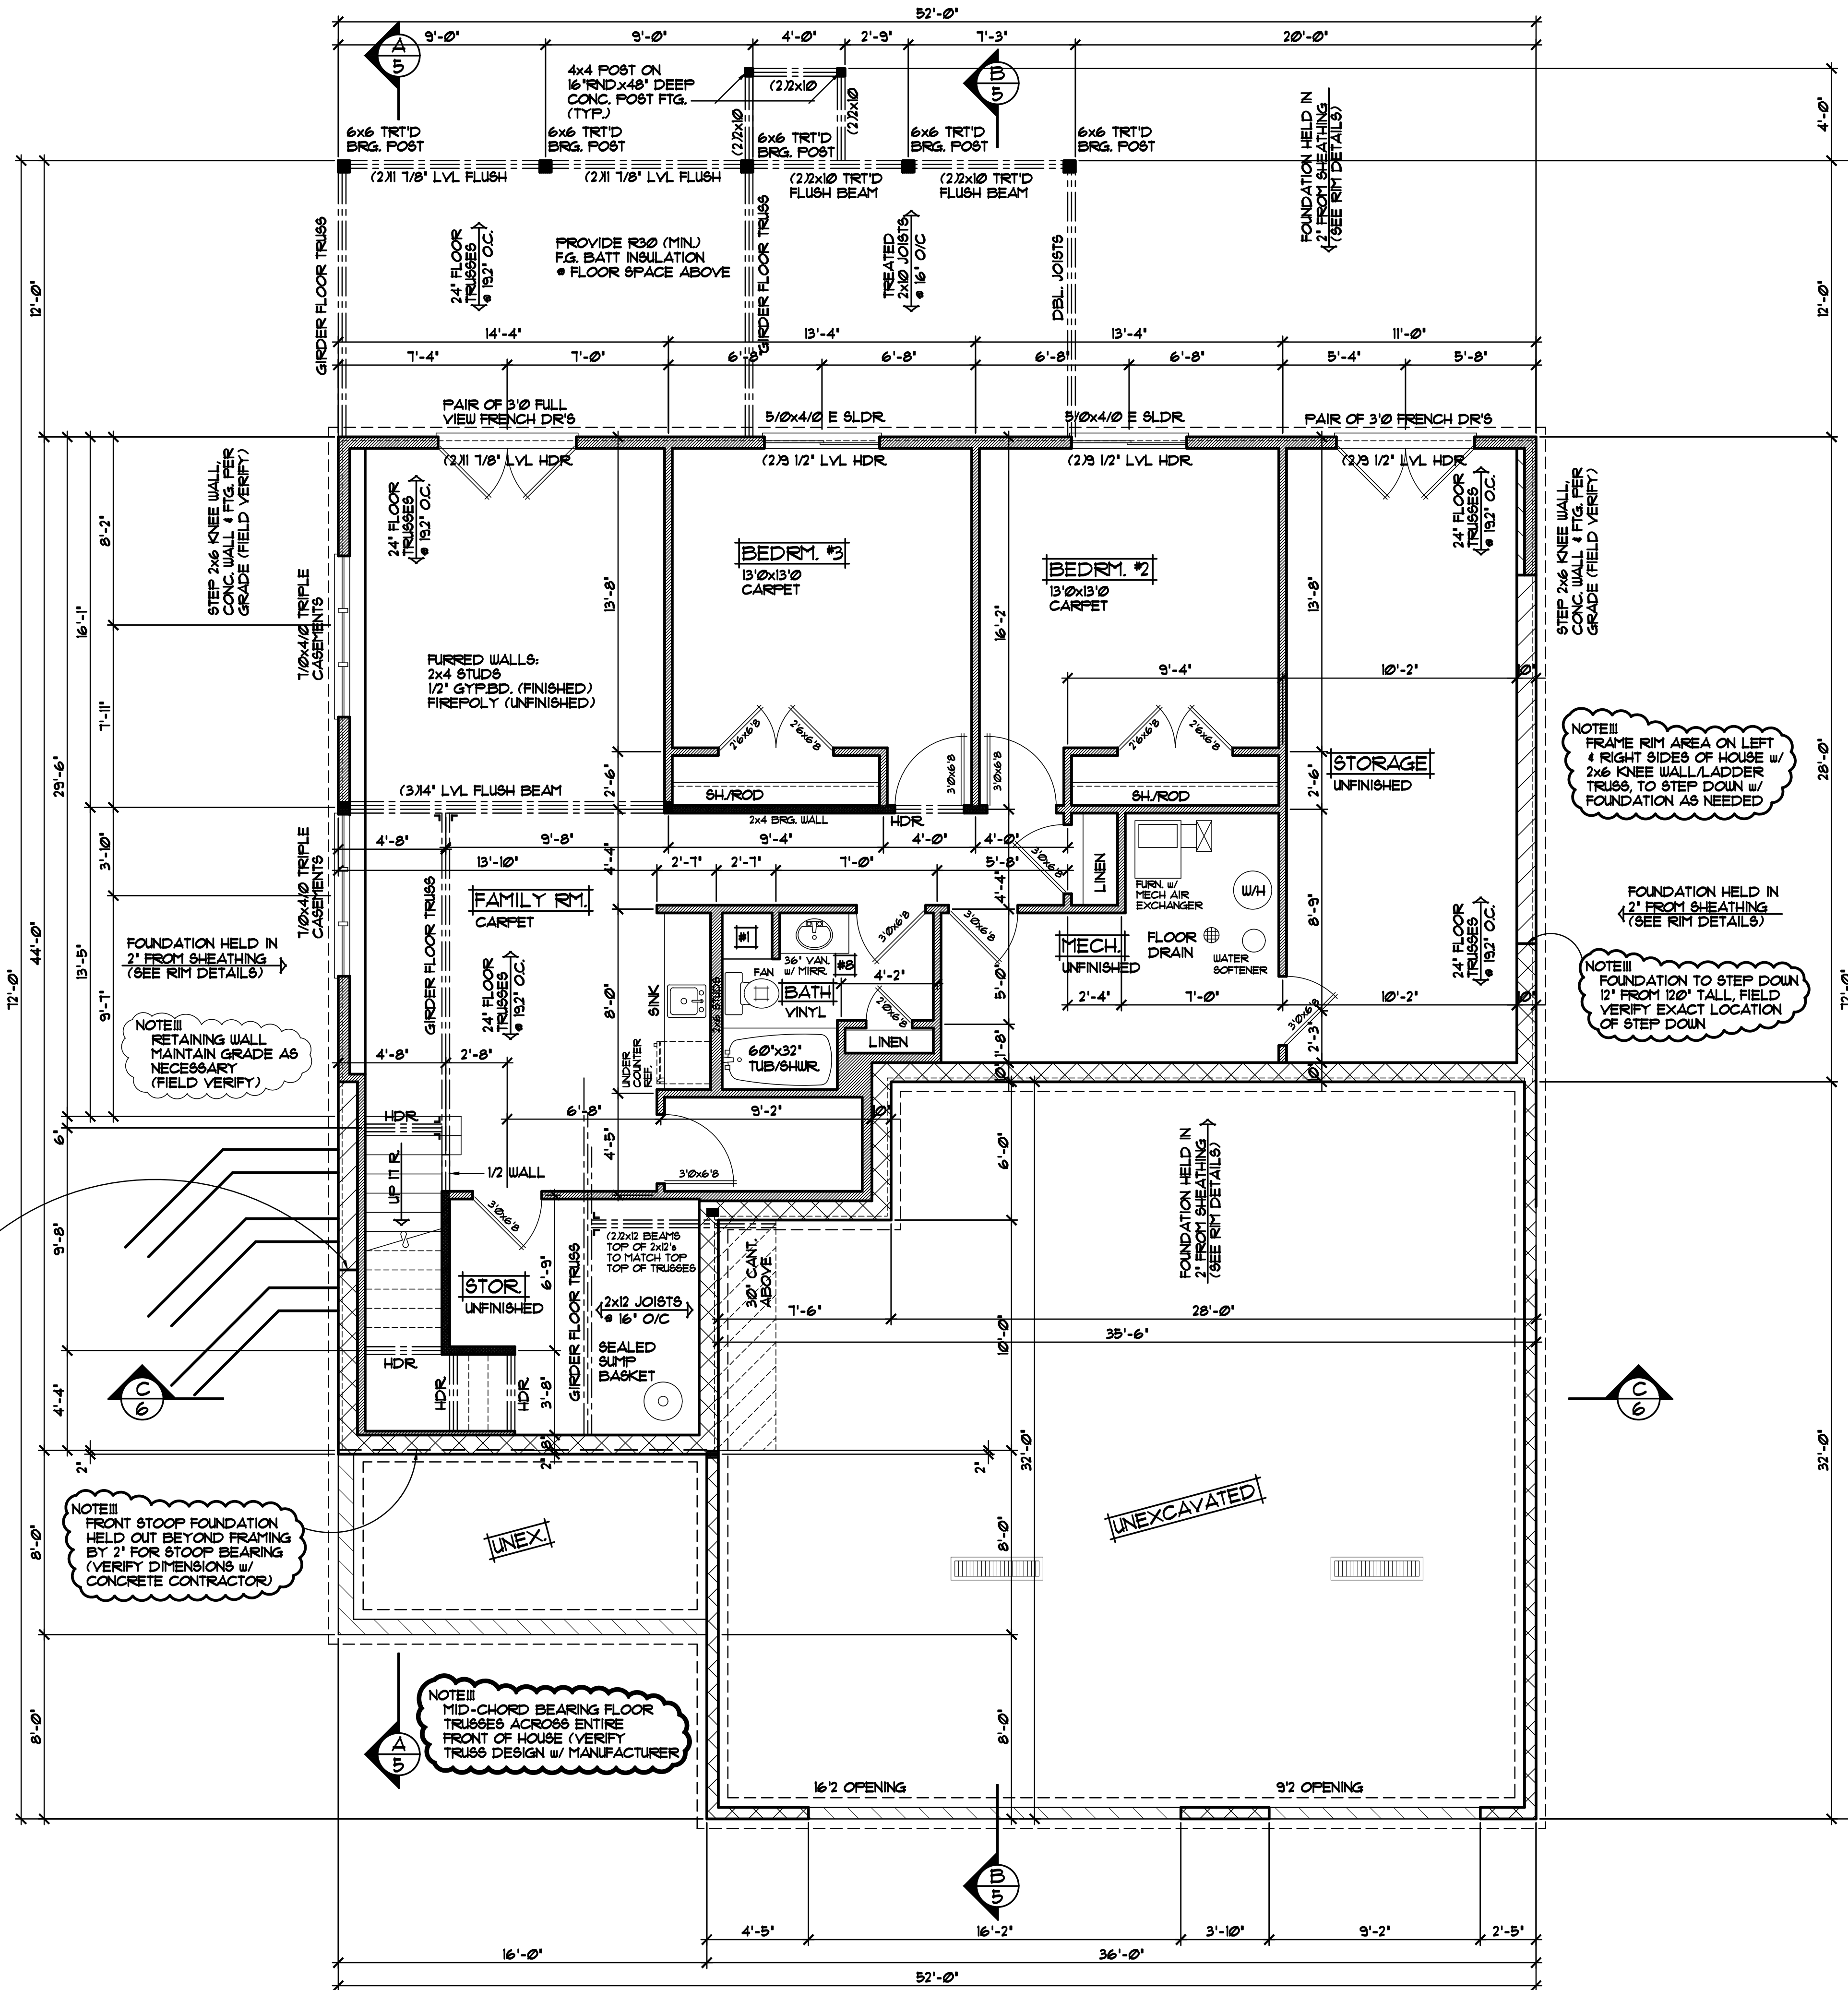 52'-0"
9'-0"
9'-0"
4'-0"
2'-9"
7'-3"
20'-0"
A
5
B
5
4x4 POST ON
16"RND.x48" DEEP
CONC. POST FTG.
(TYP.)
(2)2x10
(2)2x10
(2)2x10
6x6 TRT'D
BRG. POST
6x6 TRT'D
BRG. POST
6x6 TRT'D
BRG. POST
6x6 TRT'D
BRG. POST
6x6 TRT'D
BRG. POST
(2)11 7/8" LVL FLUSH
(2)11 7/8" LVL FLUSH
(2)2x10 TRT'D
FLUSH BEAM
(2)2x10 TRT'D
FLUSH BEAM
FOUNDATION HELD IN
2" FROM SHEATHING
(SEE RIM DETAILS)
4'-0"
12'-0"
12'-0"
GIRDER FLOOR TRUSS
24" FLOOR
TRUSSES
@ 19.2" O.C.
PROVIDE R30 (MIN.)
F.G. BATT INSULATION
@ FLOOR SPACE ABOVE
GIRDER FLOOR TRUSS
TREATED
2x10 JOISTS
@ 16" O/C
DBL. JOISTS
14'-4"
13'-4"
13'-4"
11'-0"
7'-4"
7'-0"
6'-8"
6'-8"
6'-8"
6'-8"
5'-4"
5'-8"
PAIR OF 3'0 FULL
VIEW FRENCH DR'S
5/0x4/0 E SLDR.
5/0x4/0 E SLDR.
PAIR OF 3'0 FRENCH DR'S
(2)11 7/8" LVL HDR.
(2)9 1/2" LVL HDR.
(2)9 1/2" LVL HDR.
(2)9 1/2" LVL HDR.
STEP 2x6 KNEE WALL,
CONC. WALL & FTG. PER
GRADE (FIELD VERIFY)
STEP 2x6 KNEE WALL,
CONC. WALL & FTG. PER
GRADE (FIELD VERIFY)
24" FLOOR
TRUSSES
@ 19.2" O.C.
24" FLOOR
TRUSSES
@ 19.2" O.C.
8'-2"
16'-1"
7'-11"
29'-6"
7/0x4/0 TRIPLE
CASEMENTS
BEDRM. #3
13'0x13'0
CARPET
BEDRM. #2
13'0x13'0
CARPET
13'-8"
16'-2"
13'-8"
FURRED WALLS:
2x4 STUDS
1/2" GYP.BD. (FINISHED)
FIREPOLY (UNFINISHED)
9'-4"
10'-2"
10"
2'6x6'8
2'6x6'8
2'6x6'8
2'6x6'8
3'0x6'8
3'0x6'8
STORAGE
UNFINISHED
NOTE!!!
FRAME RIM AREA ON LEFT
& RIGHT SIDES OF HOUSE w/
2x6 KNEE WALL/LADDER
TRUSS, TO STEP DOWN w/
FOUNDATION AS NEEDED
28'-0"
2'-6"
2'-6"
(3)14" LVL FLUSH BEAM
SH./ROD
SH./ROD
2x4 BRG. WALL
HDR.
4'-8"
9'-8"
9'-4"
4'-0"
4'-0"
13'-10"
2'-7"
2'-7"
7'-0"
5'-8"
4'-4"
4'-4"
3'0x6'8
LINEN
FURN. w/
MECH AIR
EXCHANGER
W/H
8'-9"
3'-10"
7/0x4/0 TRIPLE
CASEMENTS
44'-0"
13'-5"
9'-7"
72'-0"
72'-0"
FAMILY RM.
CARPET
GIRDER FLOOR TRUSS
24" FLOOR
TRUSSES
@ 19.2" O.C.
#1
36" VAN.
w/ MIRR.
#8
FAN
BATH
VINYL
3'0x6'8
3'0x6'8
4'-2"
2'0x6'8
LINEN
SINK
2x6 STUDS
8'-0"
5'-0"
1'-8"
10"
MECH.
UNFINISHED
FLOOR
DRAIN
WATER
SOFTENER
24" FLOOR
TRUSSES
@ 19.2" O.C.
FOUNDATION HELD IN
2" FROM SHEATHING
(SEE RIM DETAILS)
FOUNDATION HELD IN
2" FROM SHEATHING
(SEE RIM DETAILS)
NOTE!!!
FOUNDATION TO STEP DOWN
12" FROM 120" TALL, FIELD
VERIFY EXACT LOCATION
OF STEP DOWN
2'-4"
7'-0"
10'-2"
10"
3'0x6'8
2'-3"
10"
NOTE!!!
RETAINING WALL
MAINTAIN GRADE AS
NECESSARY
(FIELD VERIFY)
4'-8"
2'-8"
UNDER
COUNTER
REF.
60"x32"
TUB/SHWR.
6"
HDR.
6'-8"
9'-2"
10"
4'-5"
6'-0"
UP 17 R.
1/2 WALL
3'0x6'8
3'0x6'8
FOUNDATION HELD IN
2" FROM SHEATHING
(SEE RIM DETAILS)
9'-8"
6'-9"
STOR.
UNFINISHED
GIRDER FLOOR TRUSS
(2)2x12 BEAMS
TOP OF 2x12's
TO MATCH TOP
TOP OF TRUSSES
2x12 JOISTS
@ 16" O/C
30" CANT.
ABOVE
7'-6"
28'-0"
35'-6"
10'-0"
SEALED
SUMP
BASKET
HDR.
HDR.
HDR.
3'-8"
4'-4"
C
6
C
6
2"
8"
2"
2"
32'-0"
32'-0"
NOTE!!!
FRONT STOOP FOUNDATION
HELD OUT BEYOND FRAMING
BY 2" FOR STOOP BEARING
(VERIFY DIMENSIONS w/
CONCRETE CONTRACTOR)
8'-0"
UNEX.
UNEXCAVATED
8'-0"
8'-0"
8'-0"
NOTE!!!
MID-CHORD BEARING FLOOR
TRUSSES ACROSS ENTIRE
FRONT OF HOUSE (VERIFY
TRUSS DESIGN w/ MANUFACTURER
A
5
16'2 OPENING
9'2 OPENING
B
5
4'-5"
16'-2"
3'-10"
9'-2"
2'-5"
16'-0"
36'-0"
52'-0"